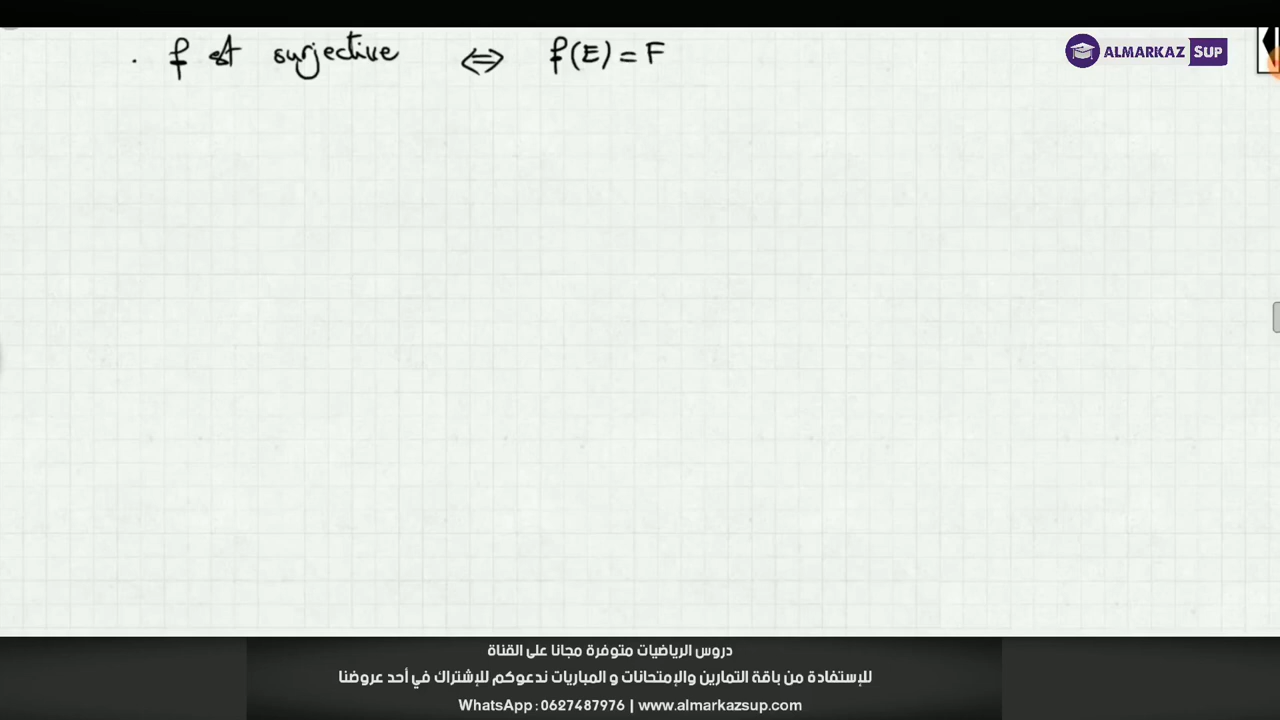 . f est surjective ⇔ f(E) = F
ALMARKAZ SUP
دروس الرياضيات متوفرة مجانا على القناة
للإستفادة من باقة التمارين والإمتحانات و المباريات ندعوكم للإشتراك في أحد عروضنا
WhatsApp : 0627487976 | www.almarkazsup.com